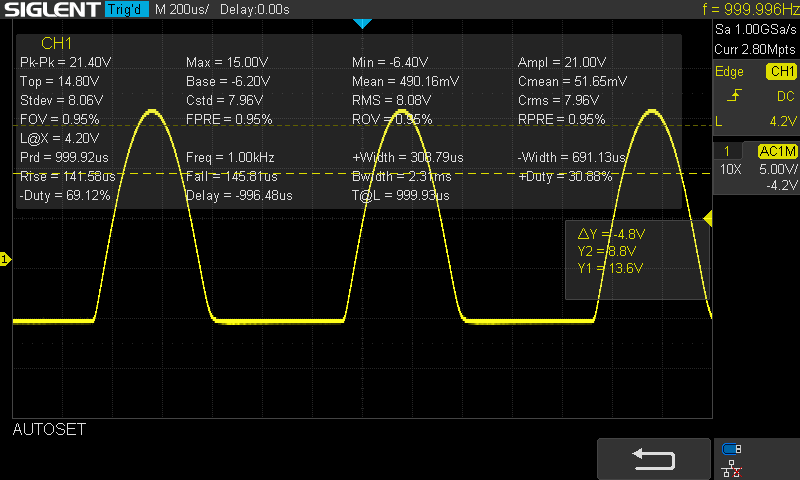 SIGLENT Trig'd M 200us/ Delay:0.00s f = 999.996Hz
Sa 1.00GSa/s
Curr 2.80Mpts
CH1
Pk-Pk = 21.40V Max = 15.00V Min = -6.40V Ampl = 21.00V
Top = 14.80V Base = -6.20V Mean = 490.16mV Cmean = 51.65mV
Stdev = 8.06V Cstd = 7.96V RMS = 8.08V Crms = 7.96V
FOV = 0.95% FPRE = 0.95% ROV = 0.95% RPRE = 0.95%
L@X = 4.20V
Prd = 999.92us Freq = 1.00kHz +Width = 308.79us -Width = 691.13us
Rise = 141.58us Fall = 145.81us Bwidth = 2.31ms +Duty = 30.88%
-Duty = 69.12% Delay = -996.48us T@L = 999.93us
Edge CH1
DC
L 4.2V
1 AC1M
10X 5.00V/
-4.2V
△Y = -4.8V
Y2 = 8.8V
Y1 = 13.6V
1
AUTOSET